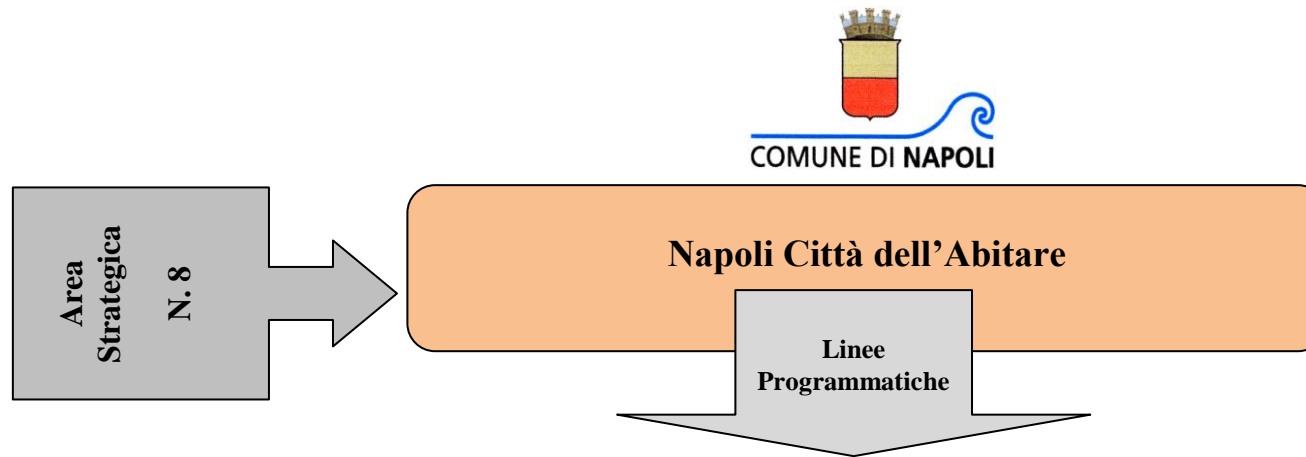 COMUNE DI NAPOLI
Area
Strategica
N. 8
Napoli Città dell’Abitare
Linee
Programmatiche